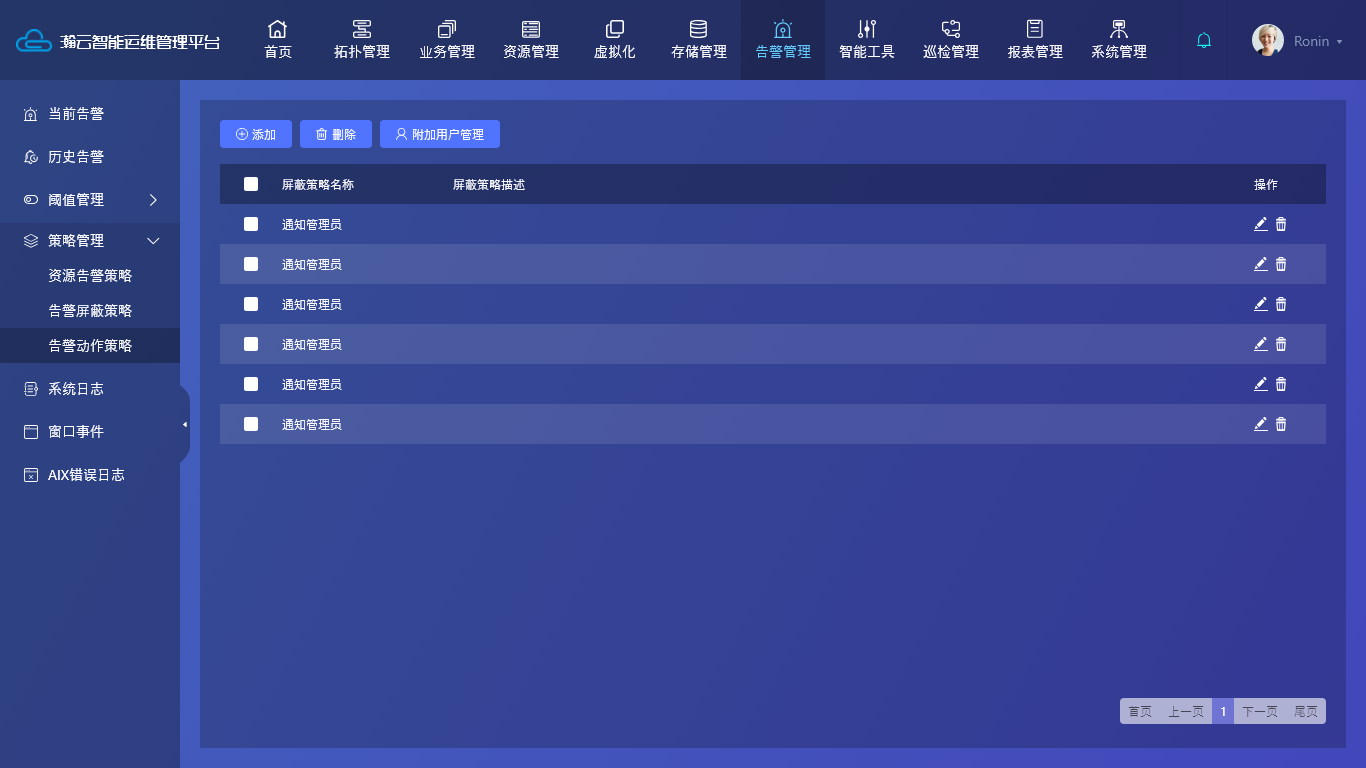 瀚云智能运维管理平台
首页 拓扑管理 业务管理 资源管理 虚拟化 存储管理 告警管理 智能工具 巡检管理 报表管理 系统管理
Ronin
当前告警
历史告警
阈值管理
策略管理
资源告警策略
告警屏蔽策略
告警动作策略
系统日志
窗口事件
AIX错误日志
添加 删除 附加用户管理
屏蔽策略名称 屏蔽策略描述 操作
通知管理员
通知管理员
通知管理员
通知管理员
通知管理员
通知管理员
首页 上一页 1 下一页 尾页